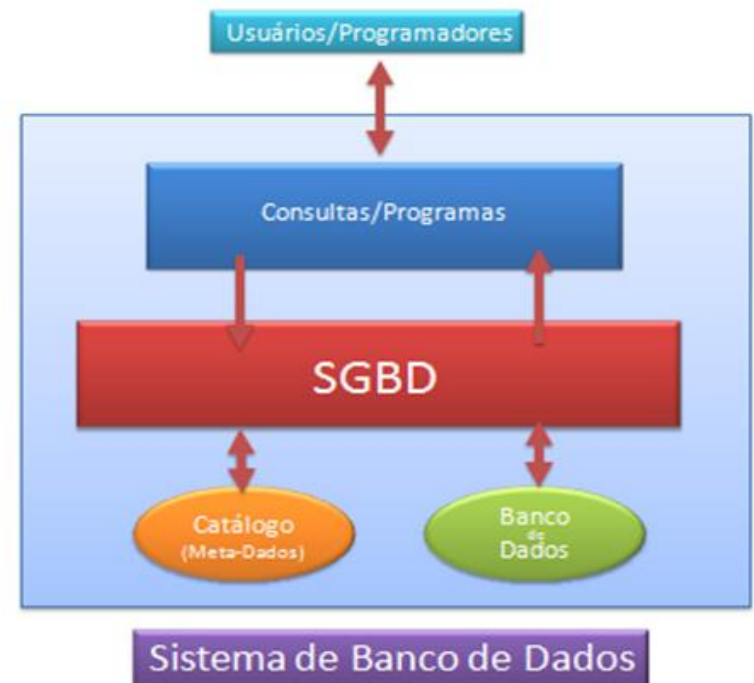 Usuários/Programadores
Consultas/Programas
SGBD
Catálogo
(Meta-Dados)
Banco
de
Dados
Sistema de Banco de Dados